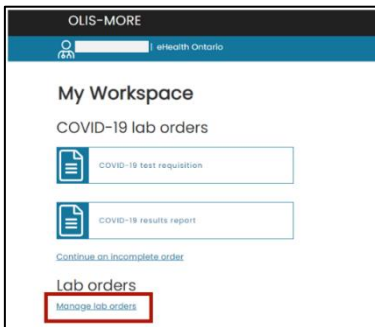 OLIS-MORE
| eHealth Ontario
My Workspace
COVID-19 lab orders
COVID-19 test requisition
COVID-19 results report
Continue an incomplete order
Lab orders
Manage lab orders